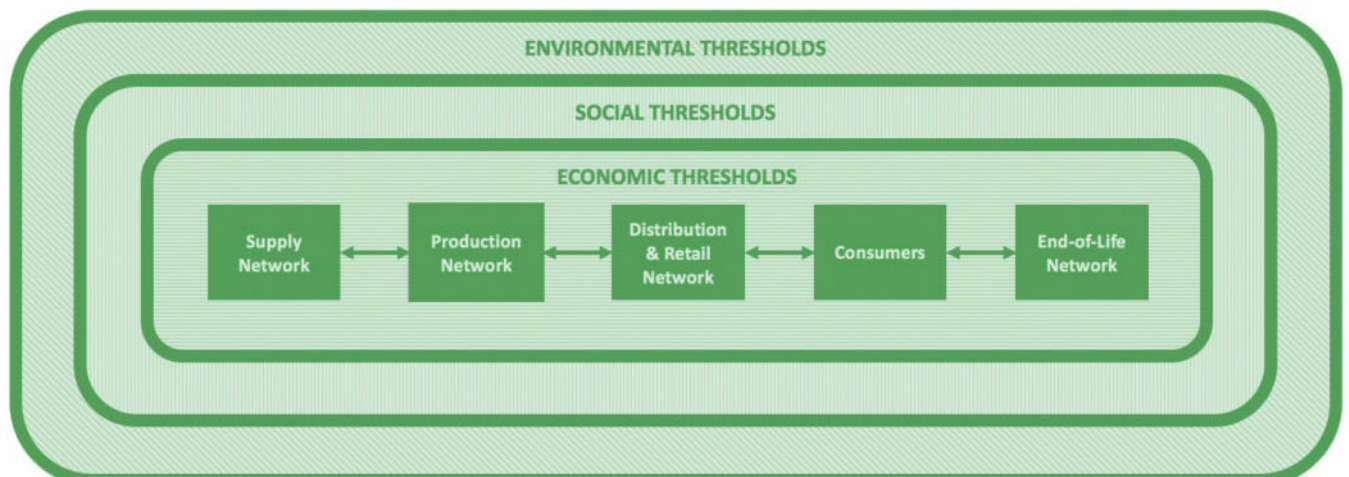 ENVIRONMENTAL THRESHOLDS
SOCIAL THRESHOLDS
ECONOMIC THRESHOLDS
Supply
Network
Production
Network
Distribution
& Retail
Network
Consumers
End-of-Life
Network